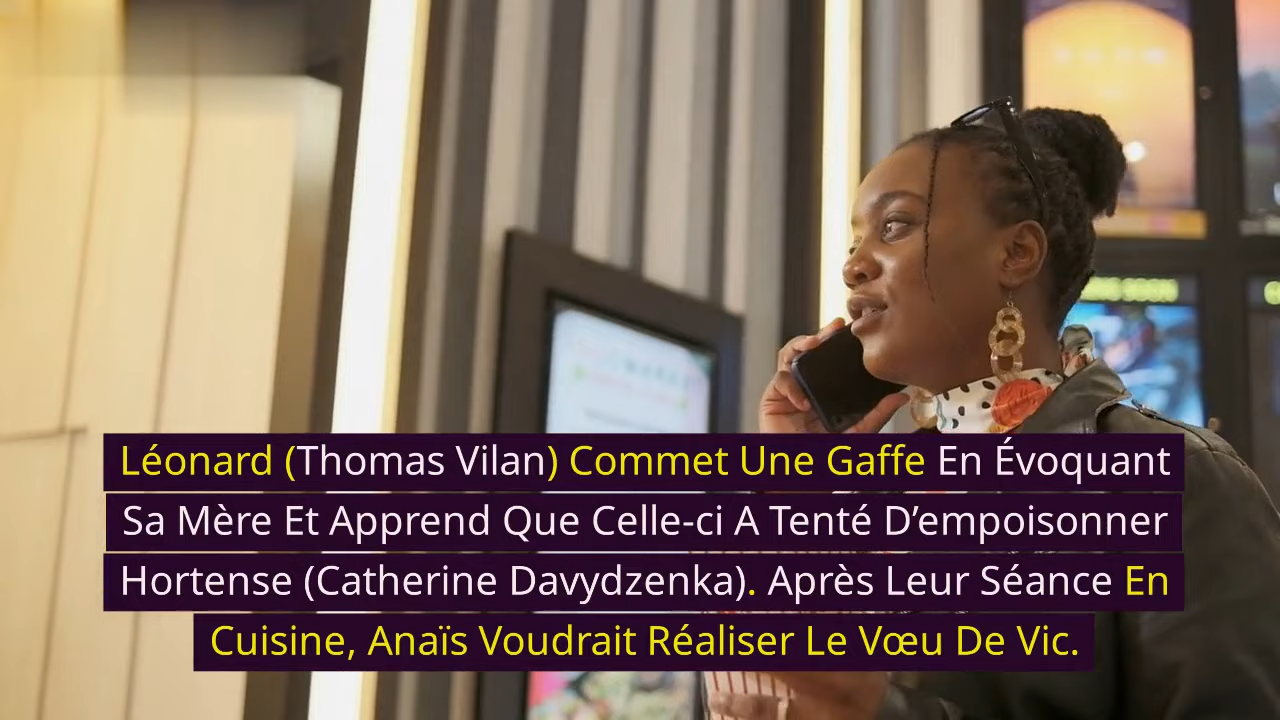 Léonard (Thomas Vilan) Commet Une Gaffe En Évoquant
Sa Mère Et Apprend Que Celle-ci A Tenté D’empoisonner
Hortense (Catherine Davydzenka). Après Leur Séance En
Cuisine, Anaïs Voudrait Réaliser Le Vœu De Vic.